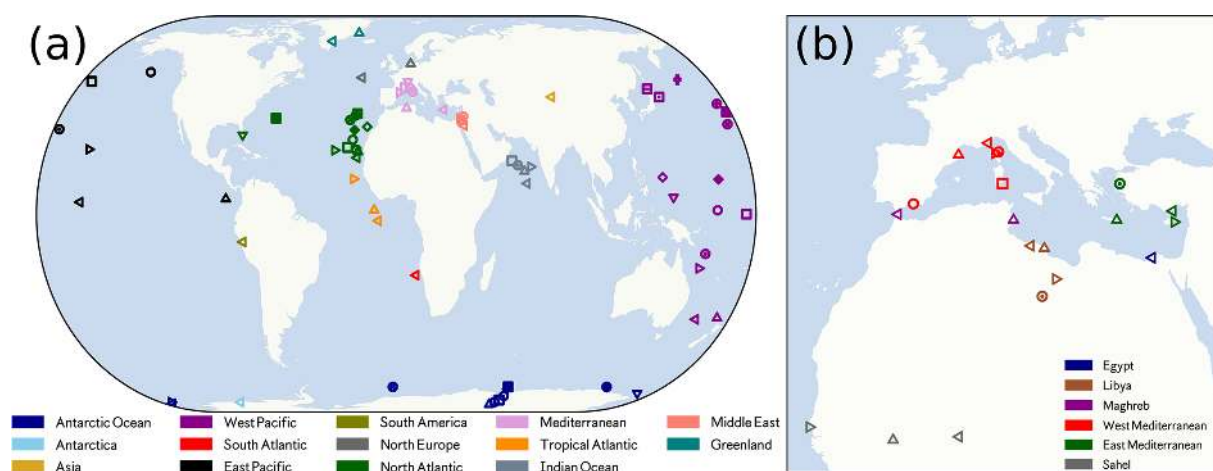 (a)
(b)
Antarctic Ocean West Pacific South America Mediterranean Middle East
Antarctica South Atlantic North Europe Tropical Atlantic Greenland
Asia East Pacific North Atlantic Indian Ocean
Egypt
Libya
Maghreb
West Mediterranean
East Mediterranean
Sahel